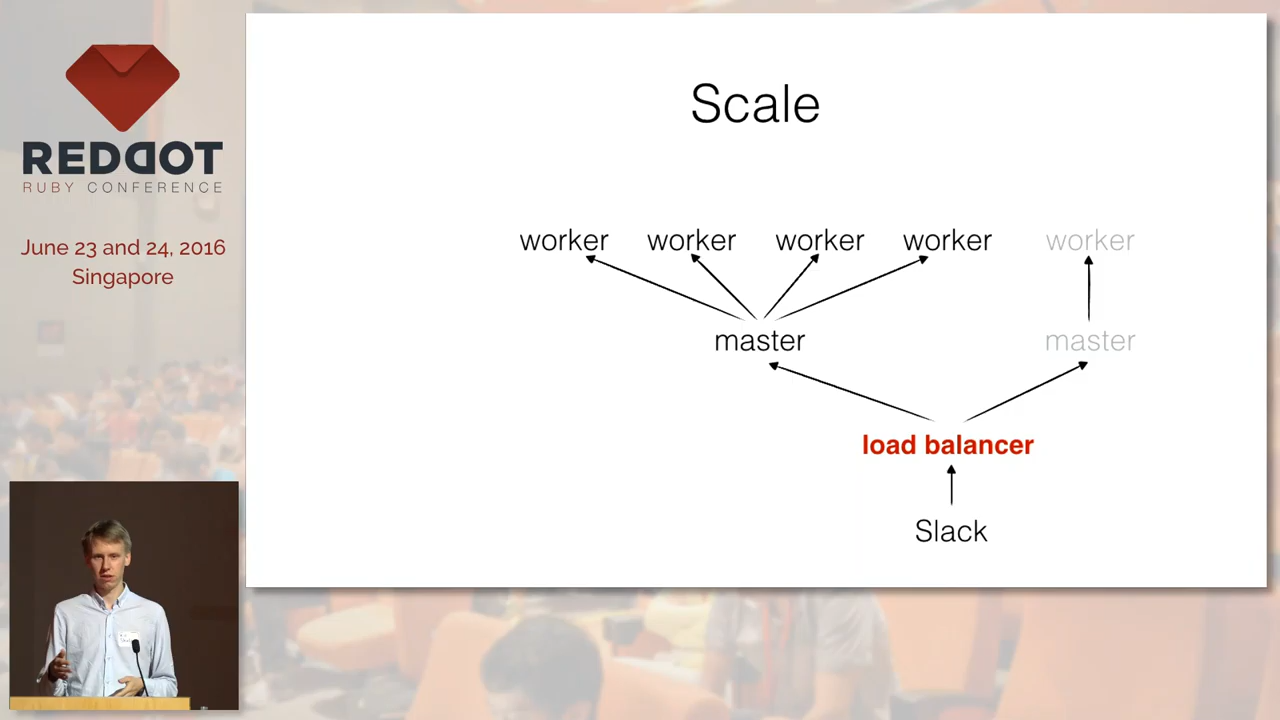 REDDOT
RUBY CONFERENCE
June 23 and 24, 2016
Singapore
Scale
worker worker worker worker worker
master master
load balancer
Slack